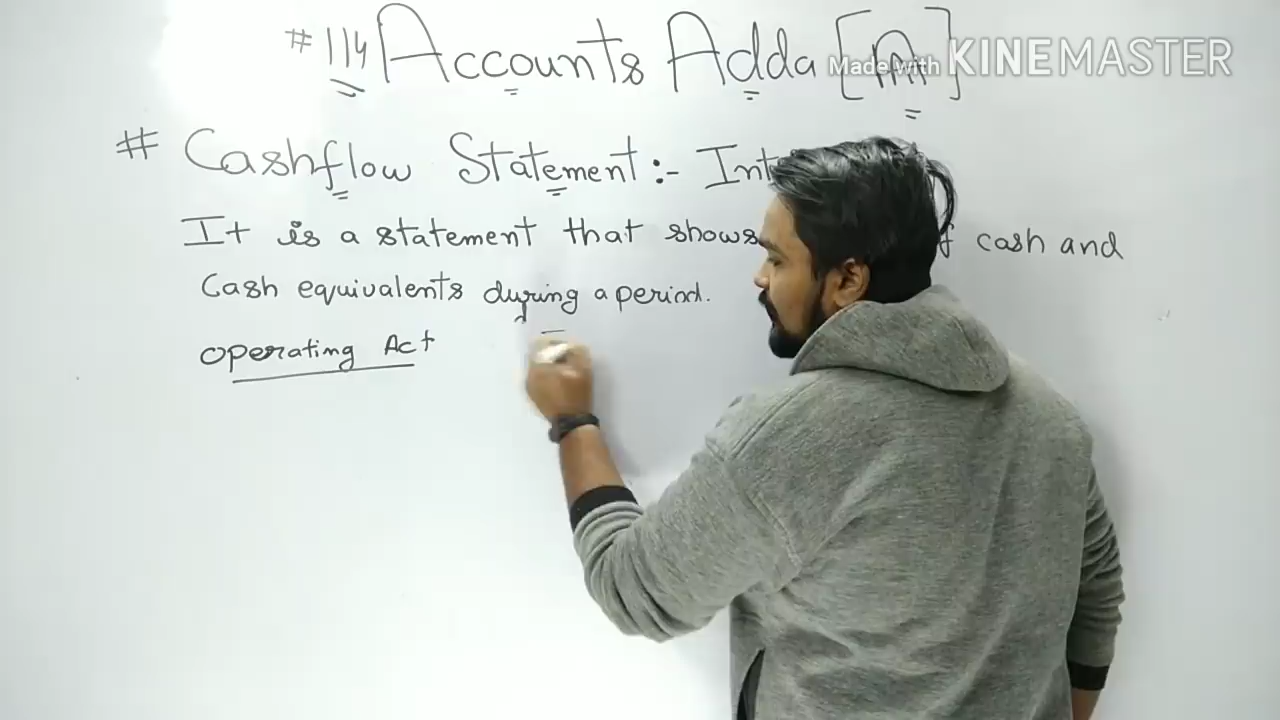 #114 Accounts Adda [A]
Made with KINEMASTER
# Cashflow Statement:-
It is a statement that shows cash and
Cash equivalents during a period.
Operating Act